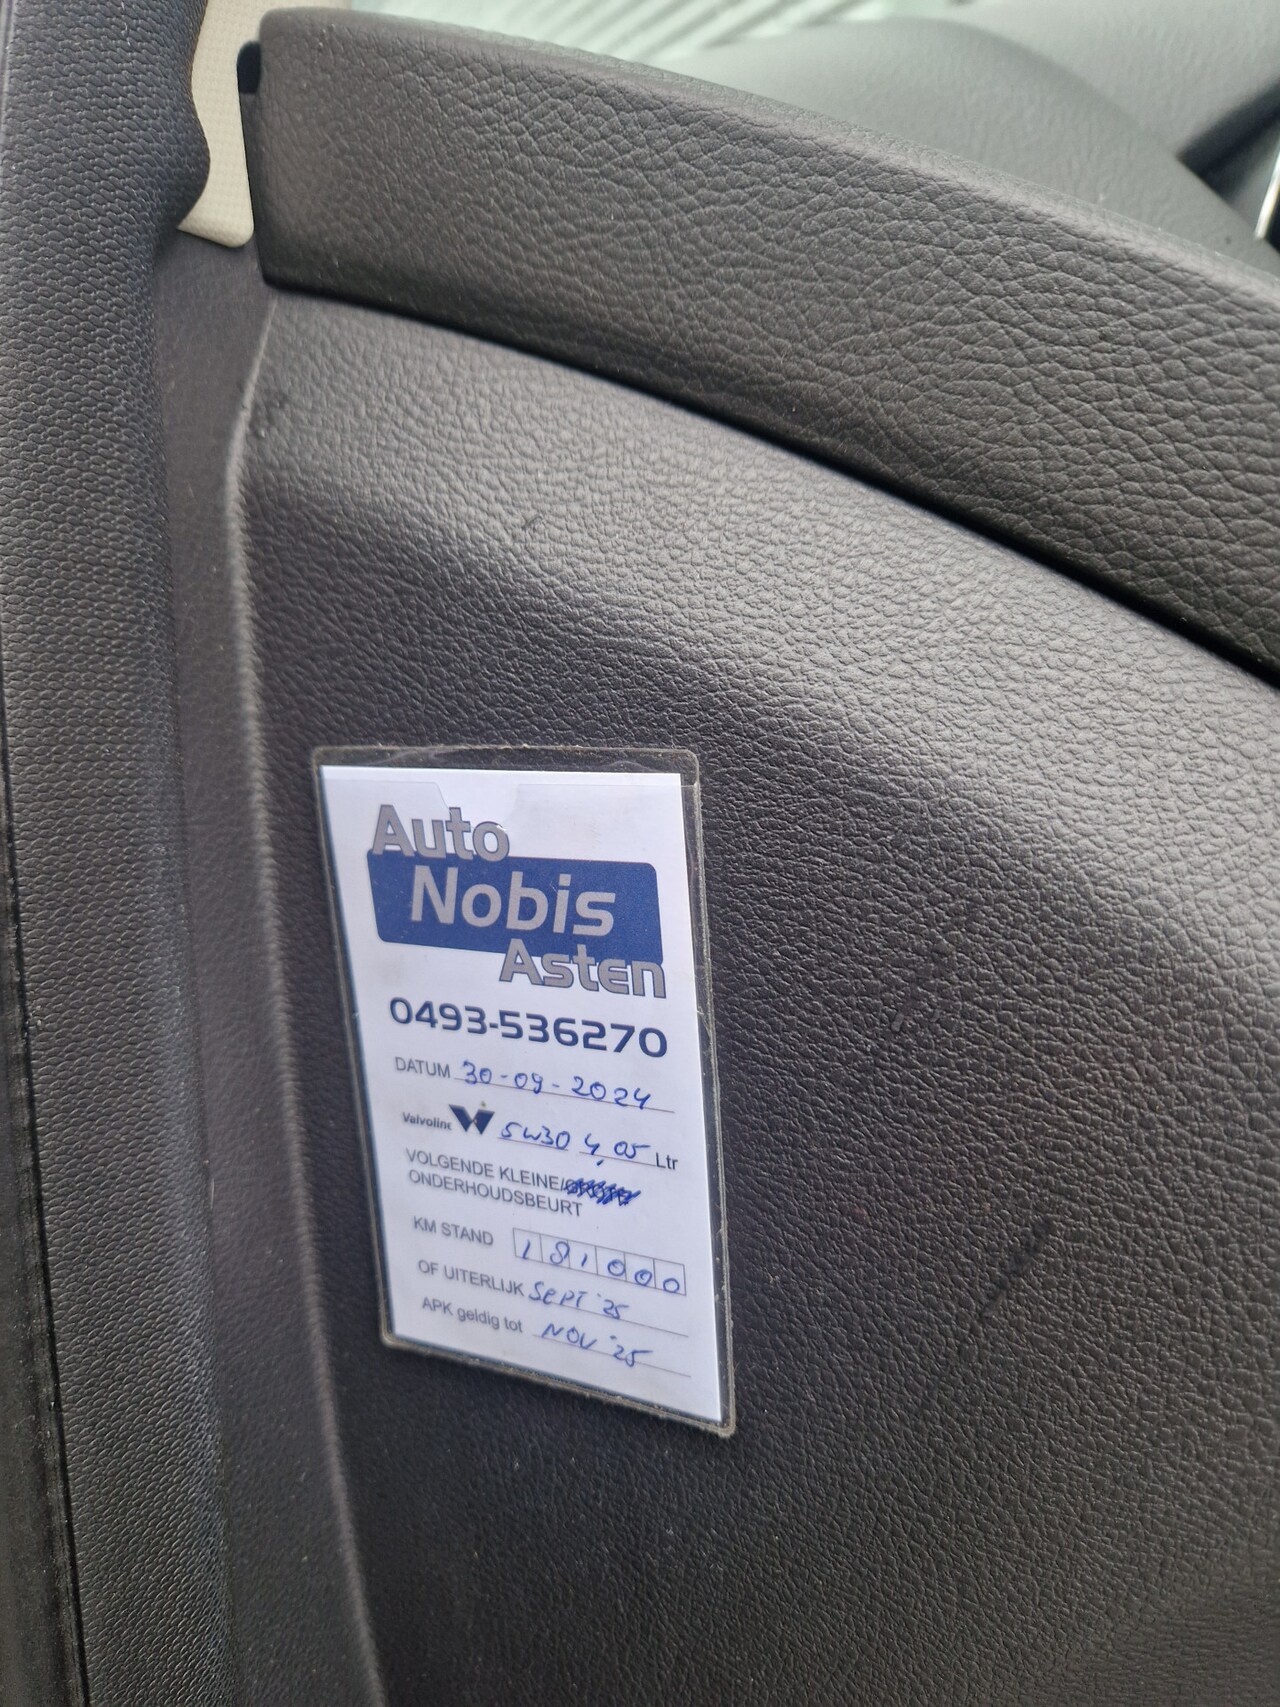 Auto
Nobis
Asten
0493-536270
DATUM 30-09-2024
Valvoline 5W30 4,05 Ltr
VOLGENDE KLEINE/
ONDERHOUDSBEURT
KM STAND 181000
OF UITERLIJK SEPT '25
APK geldig tot NOV '25